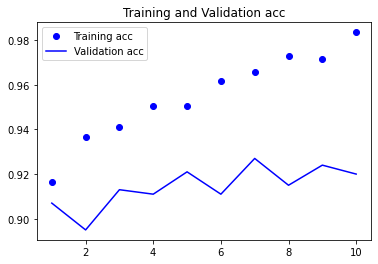 Training and Validation acc
Training acc
Validation acc
0.98
0.96
0.94
0.92
0.90
2 4 6 8 10